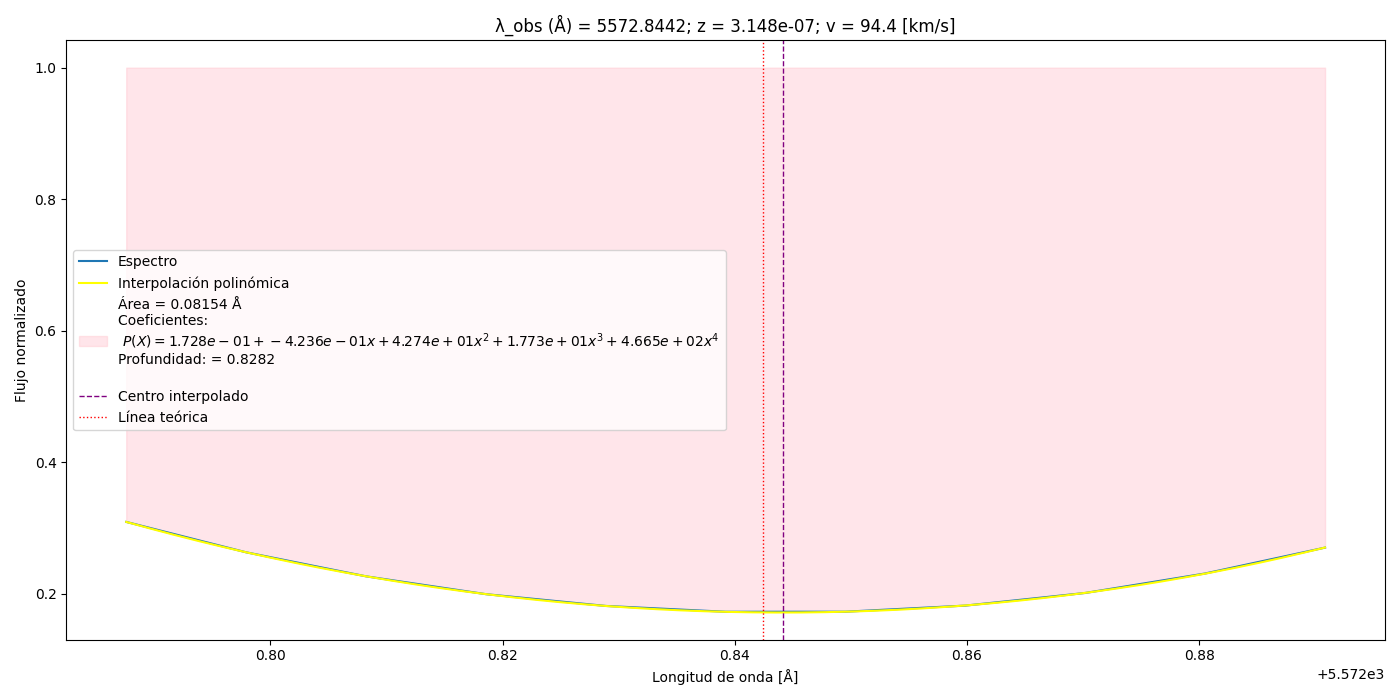 λ_obs (Å) = 5572.8442; z = 3.148e-07; v = 94.4 [km/s]
1.0
0.8
0.6
0.4
0.2
Flujo normalizado
Espectro
Interpolación polinómica
Área = 0.08154 Å
Coeficientes:
P(X) = 1.728e − 01 + − 4.236e − 01x + 4.274e + 01x² + 1.773e + 01x³ + 4.665e + 02x⁴
Profundidad: = 0.8282
Centro interpolado
Línea teórica
0.80 0.82 0.84 0.86 0.88
+5.572e3
Longitud de onda [Å]